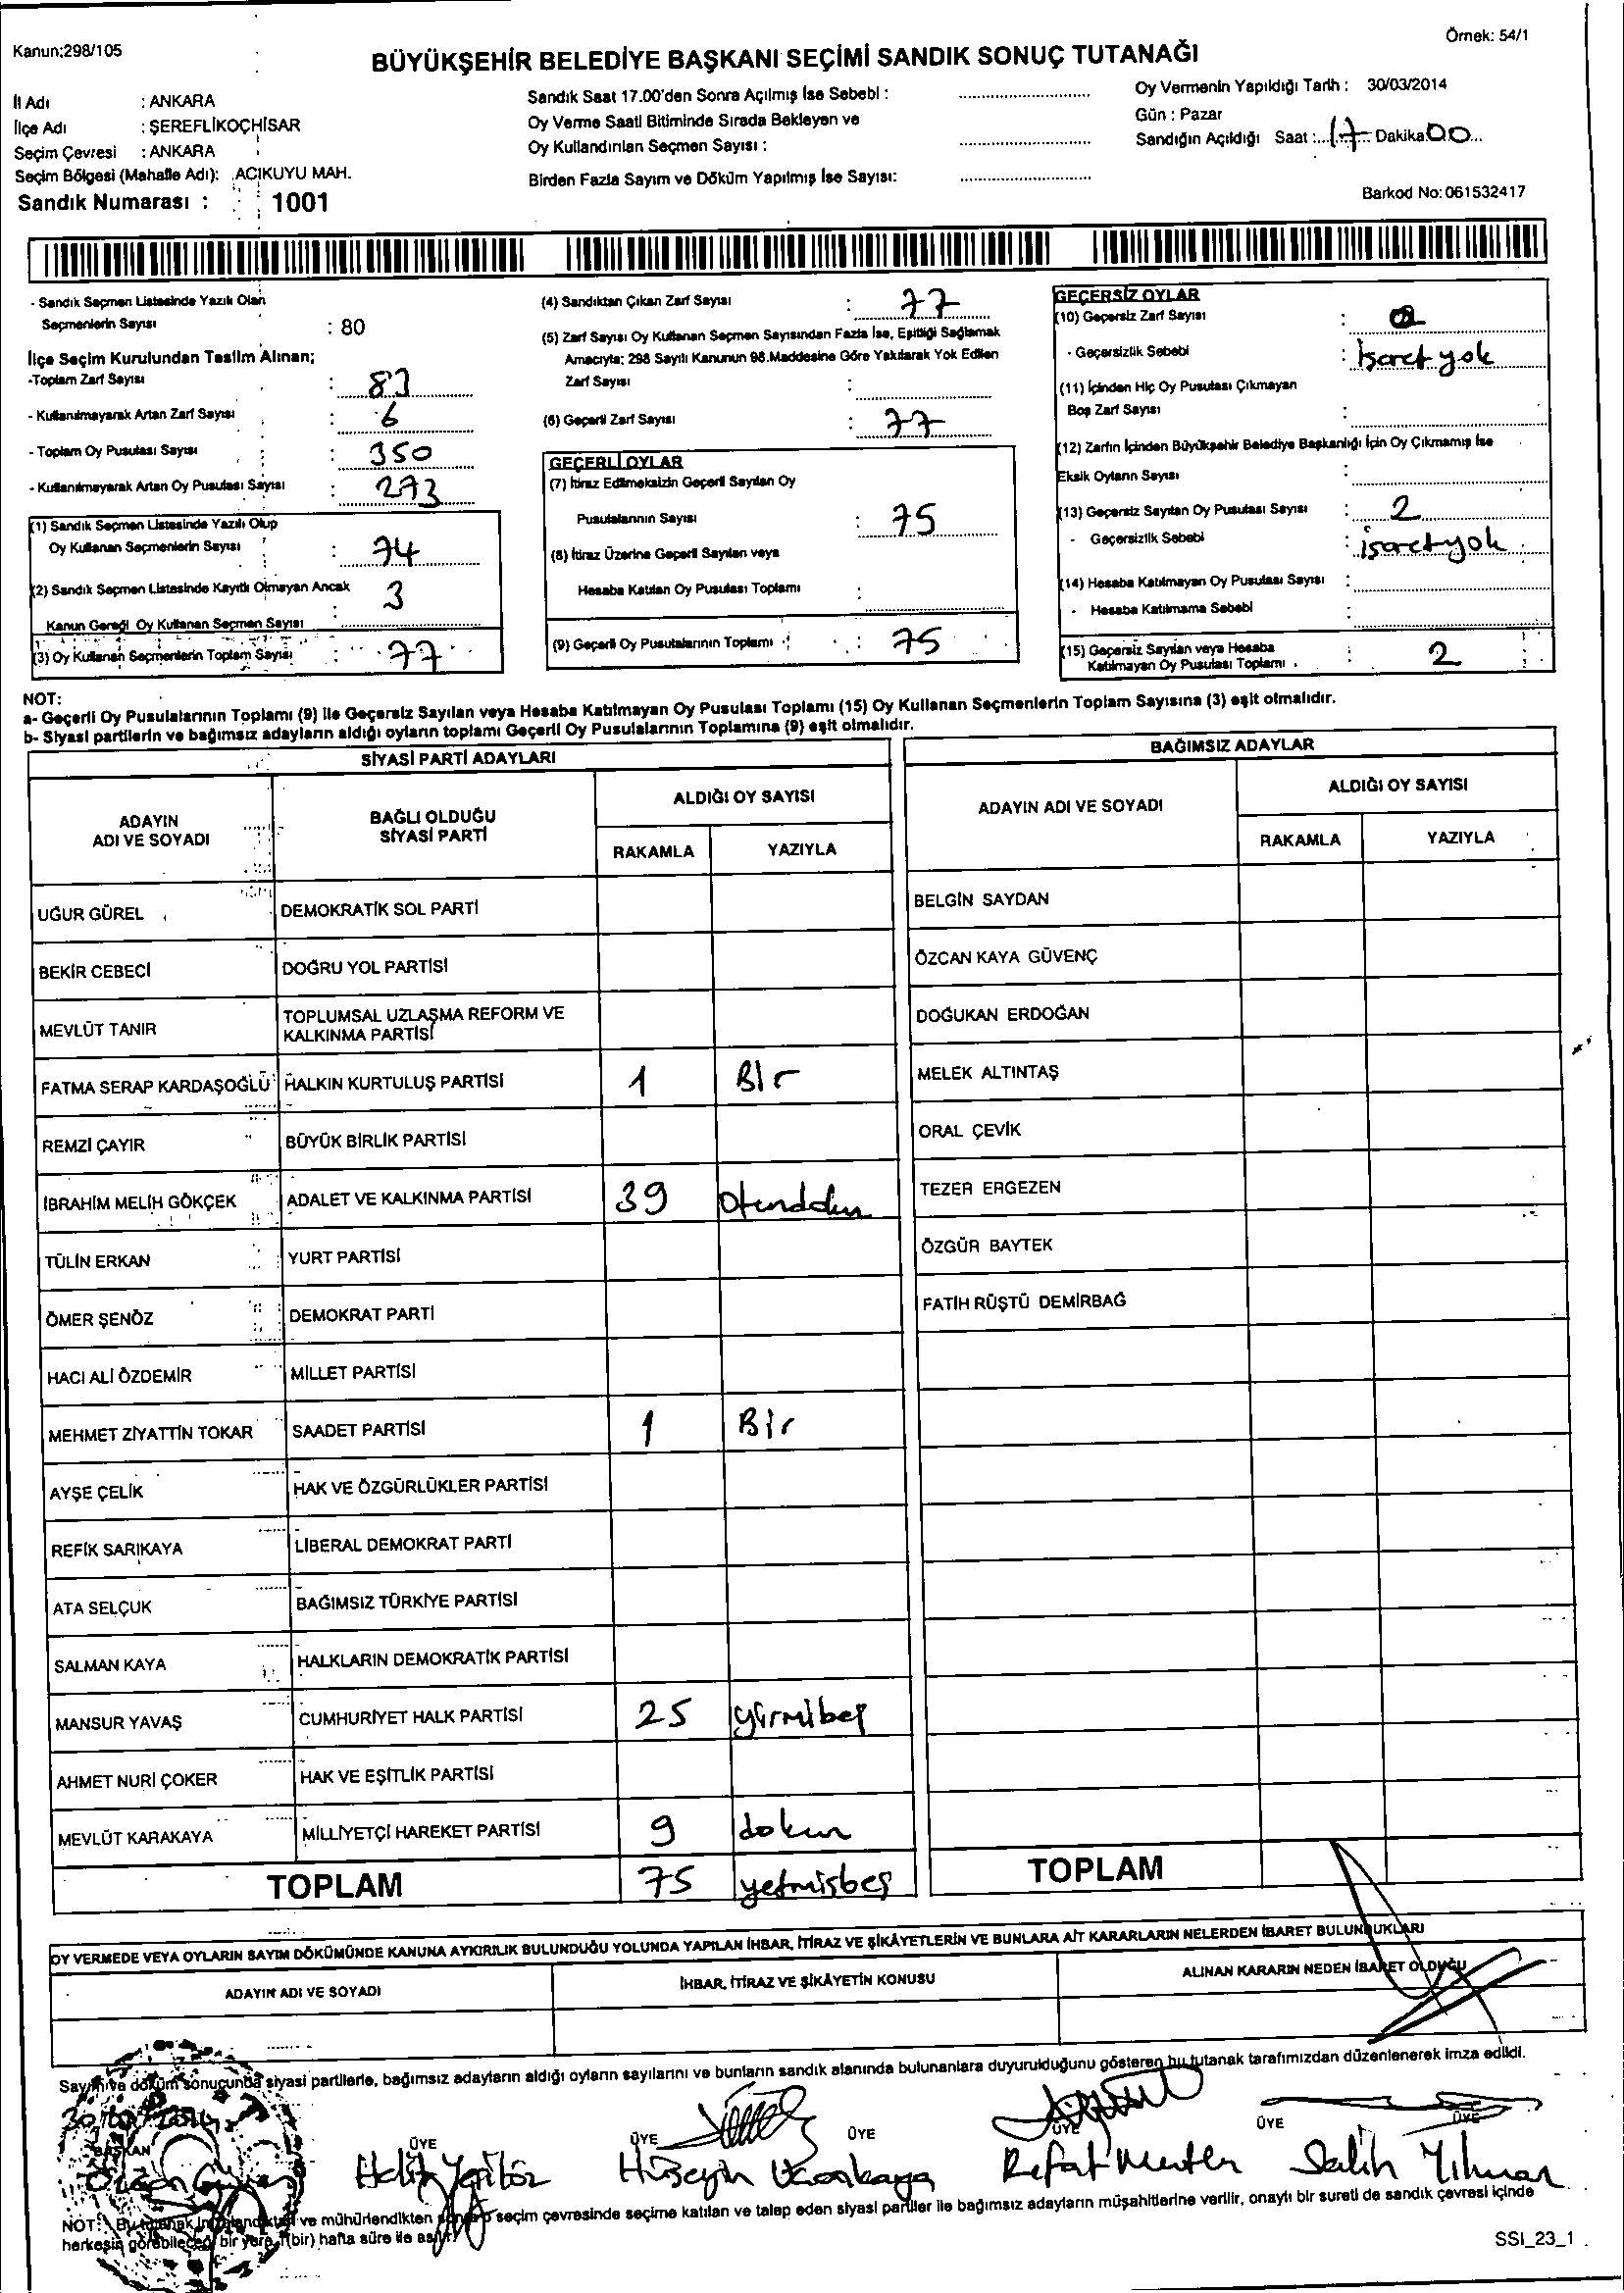 Kanun;298/105
Örnek: 54/1
BÜYÜKŞEHİR BELEDİYE BAŞKANI SEÇİMİ SANDIK SONUÇ TUTANAĞI
İl Adı : ANKARA
İlçe Adı : ŞEREFLİKOÇHİSAR
Seçim Çevresi : ANKARA
Seçim Bölgesi (Mahalle Adı): ACIKUYU MAH.
Sandık Numarası : 1001
Sandık Saat 17.00'den Sonra Açılmış İse Sebebi :
Oy Verme Saati Bitiminde Sırada Bekleyen ve
Oy Kullandırılan Seçmen Sayısı :
Birden Fazla Sayım ve Döküm Yapılmış İse Sayısı:
Oy Vermenin Yapıldığı Tarih : 30/03/2014
Gün : Pazar
Sandığın Açıldığı Saat : 17 Dakika 00
Barkod No: 061532417
- Sandık Seçmen Listesinde Yazılı Olan
Seçmenlerin Sayısı : 80
İlçe Seçim Kurulundan Teslim Alınan;
-Toplam Zarf Sayısı : 83
- Kullanılmayarak Artan Zarf Sayısı : 6
- Toplam Oy Pusulası Sayısı : 350
- Kullanılmayarak Artan Oy Pusulası Sayısı : 273
(1) Sandık Seçmen Listesinde Yazılı Olup
Oy Kullanan Seçmenlerin Sayısı : 74
(2) Sandık Seçmen Listesinde Kayıtlı Olmayan Ancak
Kanun Gereği Oy Kullanan Seçmen Sayısı : 3
(3) Oy Kullanan Seçmenlerin Toplam Sayısı : 77
(4) Sandıktan Çıkan Zarf Sayısı : 77
(5) Zarf Sayısı Oy Kullanan Seçmen Sayısından Fazla İse, Eşitliği Sağlamak
Amacıyla; 298 Sayılı Kanunun 98.Maddesine Göre Yakılarak Yok Edilen
Zarf Sayısı :
(6) Geçerli Zarf Sayısı : 77
GEÇERLİ OYLAR
(7) İtiraz Edilmeksizin Geçerli Sayılan Oy
Pusulalarının Sayısı : 75
(8) İtiraz Üzerine Geçerli Sayılan veya
Hesaba Katılan Oy Pusulası Toplamı :
(9) Geçerli Oy Pusulalarının Toplamı : 75
GEÇERSİZ OYLAR
(10) Geçersiz Zarf Sayısı :
- Geçersizlik Sebebi : işaret yok
(11) İçinden Hiç Oy Pusulası Çıkmayan
Boş Zarf Sayısı :
(12) Zarfın İçinden Büyükşehir Belediye Başkanlığı İçin Oy Çıkmamış İse
Eksik Oyların Sayısı :
(13) Geçersiz Sayılan Oy Pusulası Sayısı : 2
- Geçersizlik Sebebi : işaret yok
(14) Hesaba Katılmayan Oy Pusulası Sayısı :
- Hesaba Katılmama Sebebi :
(15) Geçersiz Sayılan veya Hesaba
Katılmayan Oy Pusulası Toplamı : 2
NOT:
a- Geçerli Oy Pusulalarının Toplamı (9) ile Geçersiz Sayılan veya Hesaba Katılmayan Oy Pusulası Toplamı (15) Oy Kullanan Seçmenlerin Toplam Sayısına (3) eşit olmalıdır.
b- Siyasi partilerin ve bağımsız adayların aldığı oyların toplamı Geçerli Oy Pusulalarının Toplamına (9) eşit olmalıdır.
SİYASİ PARTİ ADAYLARI
ADAYIN ADI VE SOYADI BAĞLI OLDUĞU SİYASİ PARTİ ALDIĞI OY SAYISI
RAKAMLA YAZIYLA
UĞUR GÜREL DEMOKRATİK SOL PARTİ
BEKİR CEBECİ DOĞRU YOL PARTİSİ
MEVLÜT TANIR TOPLUMSAL UZLAŞMA REFORM VE
KALKINMA PARTİSİ
FATMA SERAP KARDAŞOĞLU HALKIN KURTULUŞ PARTİSİ 1 Bir
REMZİ ÇAYIR BÜYÜK BİRLİK PARTİSİ
İBRAHİM MELİH GÖKÇEK ADALET VE KALKINMA PARTİSİ 39
TÜLİN ERKAN YURT PARTİSİ
ÖMER ŞENÖZ DEMOKRAT PARTİ
HACI ALİ ÖZDEMİR MİLLET PARTİSİ
MEHMET ZİYATTİN TOKAR SAADET PARTİSİ 1 Bir
AYŞE ÇELİK HAK VE ÖZGÜRLÜKLER PARTİSİ
REFİK SARIKAYA LİBERAL DEMOKRAT PARTİ
ATA SELÇUK BAĞIMSIZ TÜRKİYE PARTİSİ
SALMAN KAYA HALKLARIN DEMOKRATİK PARTİSİ
MANSUR YAVAŞ CUMHURİYET HALK PARTİSİ 25 yirmibeş
AHMET NURİ ÇOKER HAK VE EŞİTLİK PARTİSİ
MEVLÜT KARAKAYA MİLLİYETÇİ HAREKET PARTİSİ 9 dokuz
TOPLAM 75 yetmişbeş
BAĞIMSIZ ADAYLAR
ADAYIN ADI VE SOYADI ALDIĞI OY SAYISI
RAKAMLA YAZIYLA
BELGİN SAYDAN
ÖZCAN KAYA GÜVENÇ
DOĞUKAN ERDOĞAN
MELEK ALTINTAŞ
ORAL ÇEVİK
TEZER ERGEZEN
ÖZGÜR BAYTEK
FATİH RÜŞTÜ DEMİRBAĞ
TOPLAM
OY VERMEDE VEYA OYLARIN SAYIM DÖKÜMÜNDE KANUNA AYKIRILIK BULUNDUĞU YOLUNDA YAPILAN İHBAR, İTİRAZ VE ŞİKÂYETLERİN VE BUNLARA AİT KARARLARIN NELERDEN İBARET BULUNDUKLARI
ADAYIN ADI VE SOYADI İHBAR, İTİRAZ VE ŞİKÂYETİN KONUSU ALINAN KARARIN NEDEN İBARET OLDUĞU
Sayım ve döküm sonucunda siyasi partilerle, bağımsız adayların aldığı oyların sayılarını ve bunların sandık alanında bulunanlara duyurulduğunu gösteren bu tutanak tarafımızdan düzenlenerek imza edildi.
BAŞKAN ÜYE ÜYE ÜYE ÜYE ÜYE ÜYE
Hüseyin Refat Salih Yılmaz
NOT: Bu tutanak imzalandıktan ve mühürlendikten sonra o seçim çevresinde seçime katılan ve talep eden siyasi partiler ile bağımsız adayların müşahitlerine verilir, onaylı bir sureti de sandık çevresi içinde
herkesin görebileceği bir yere 1(bir) hafta süre ile asılır.
SSI_23_1